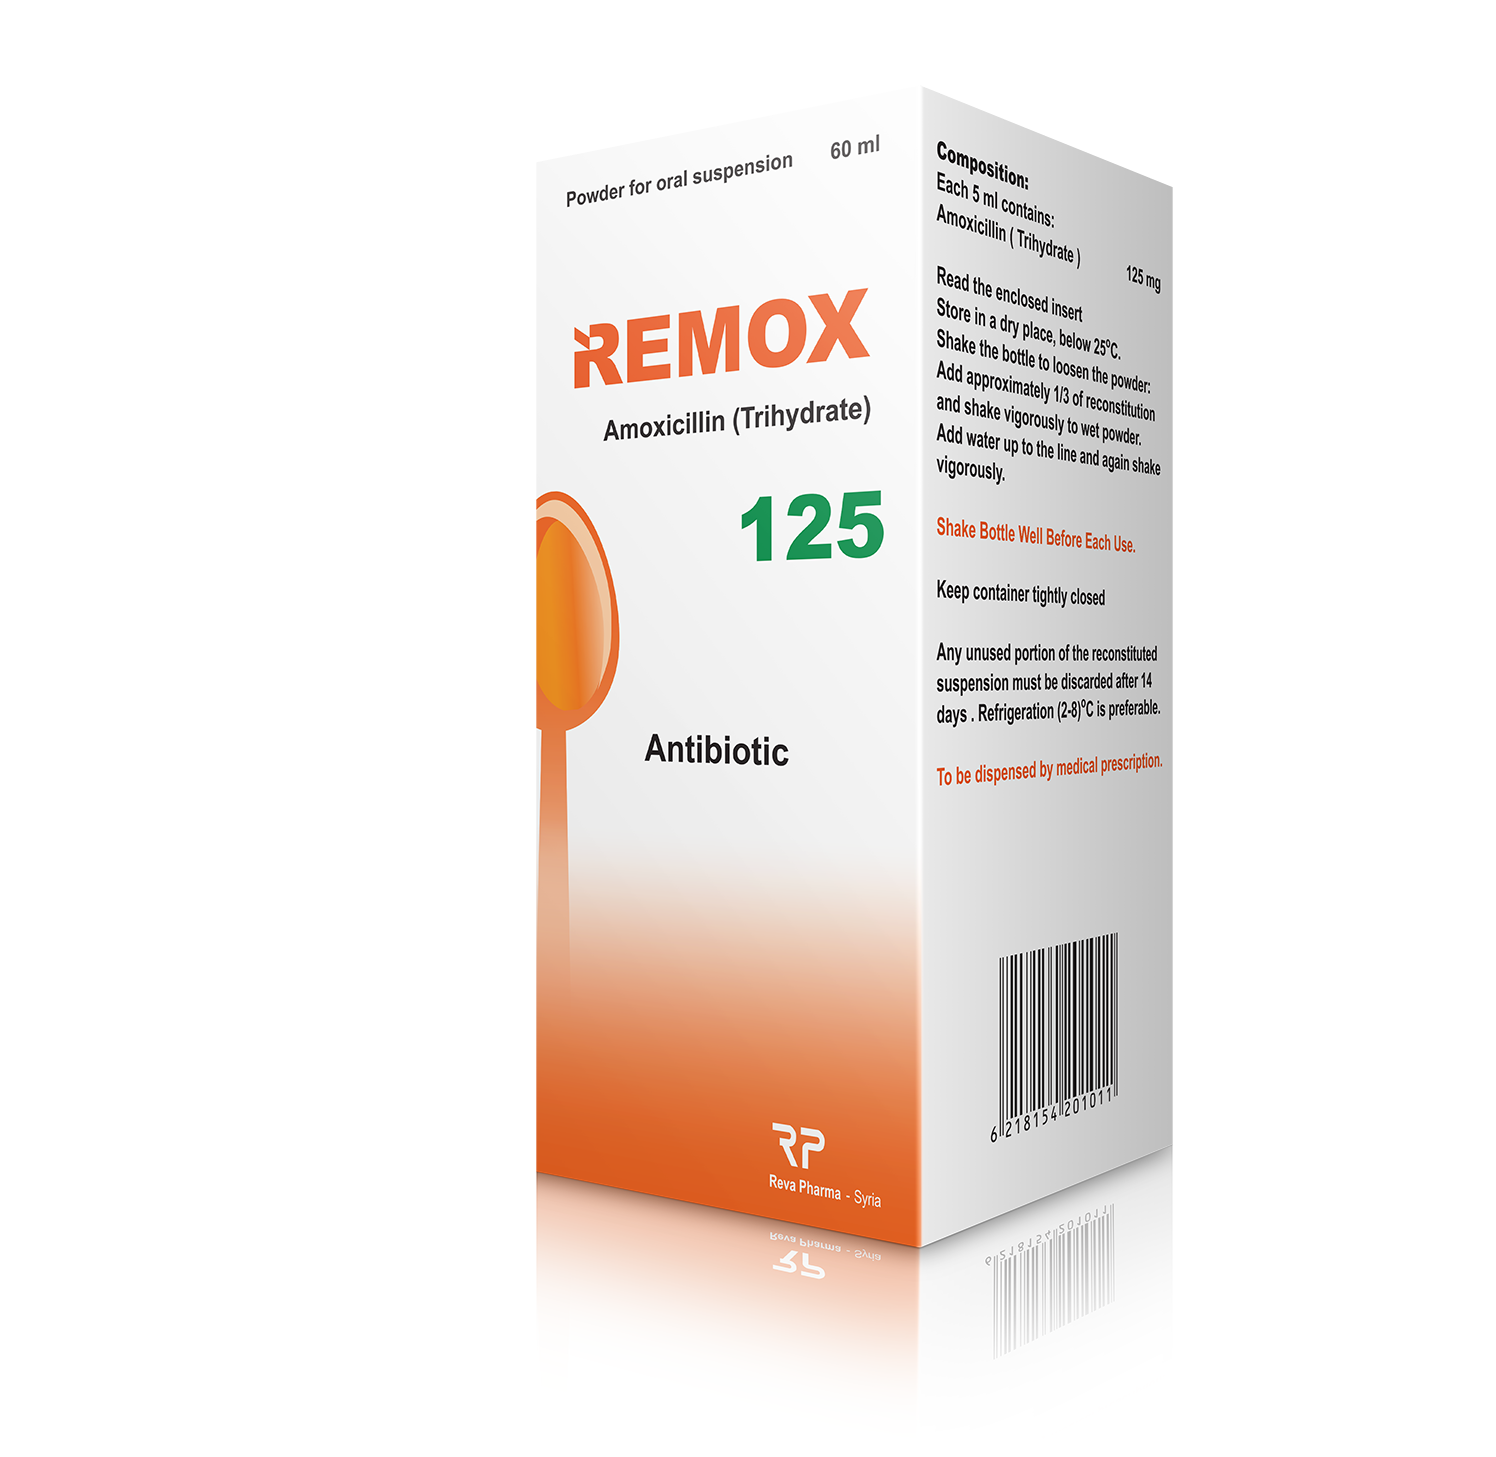 Powder for oral suspension 60 ml
REMOX
Amoxicillin (Trihydrate)
125
Antibiotic
RP
Reva Pharma - Syria
Composition:
Each 5 ml contains:
Amoxicillin ( Trihydrate ) 125 mg
Read the enclosed insert
Store in a dry place, below 25°C.
Shake the bottle to loosen the powder:
Add approximately 1/3 of reconstitution
and shake vigorously to wet powder.
Add water up to the line and again shake
vigorously.
Shake Bottle Well Before Each Use.
Keep container tightly closed
Any unused portion of the reconstituted
suspension must be discarded after 14
days . Refrigeration (2-8)°C is preferable.
To be dispensed by medical prescription.
6 218154 201011